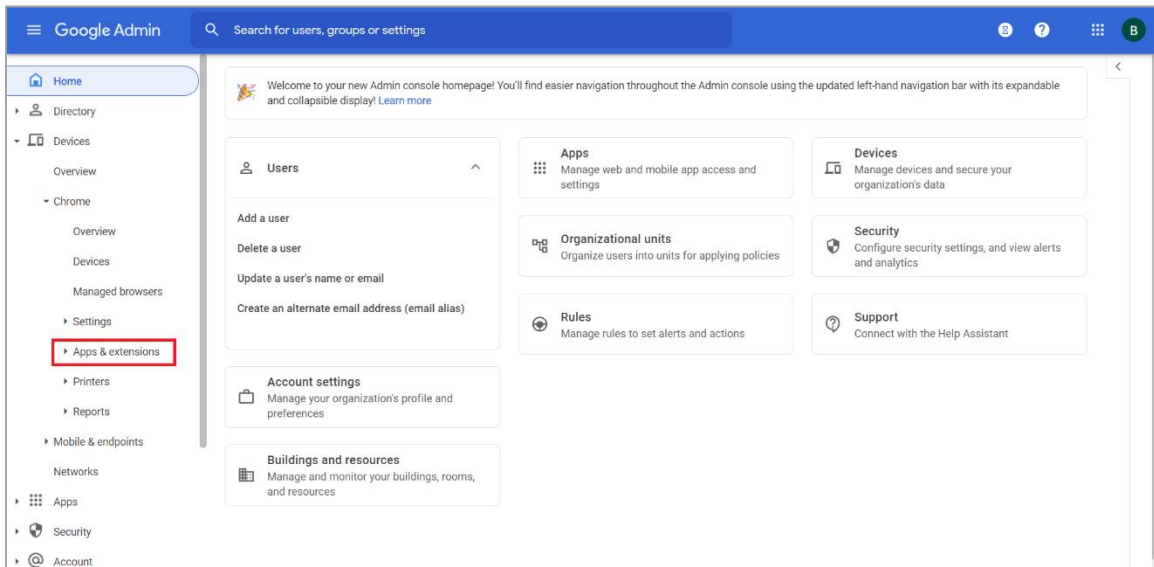 Google Admin
Search for users, groups or settings
B
Home
Directory
Devices
Overview
Chrome
Overview
Devices
Managed browsers
Settings
Apps & extensions
Printers
Reports
Mobile & endpoints
Networks
Apps
Security
Account
Welcome to your new Admin console homepage! You'll find easier navigation throughout the Admin console using the updated left-hand navigation bar with its expandable
and collapsible display! Learn more
Users
Add a user
Delete a user
Update a user's name or email
Create an alternate email address (email alias)
Apps
Manage web and mobile app access and
settings
Devices
Manage devices and secure your
organization's data
Organizational units
Organize users into units for applying policies
Security
Configure security settings, and view alerts
and analytics
Rules
Manage rules to set alerts and actions
Support
Connect with the Help Assistant
Account settings
Manage your organization's profile and
preferences
Buildings and resources
Manage and monitor your buildings, rooms,
and resources